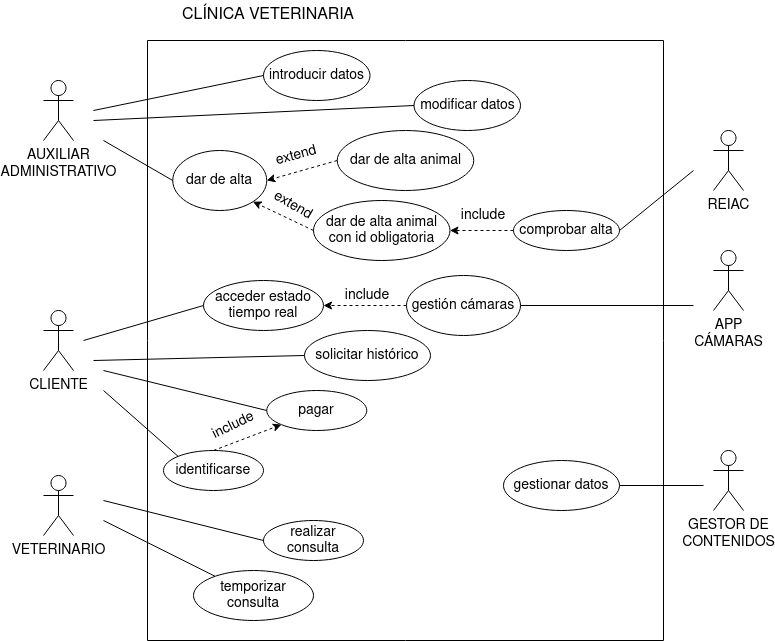 CLÍNICA VETERINARIA
introducir datos
modificar datos
AUXILIAR
ADMINISTRATIVO
extend
dar de alta animal
dar de alta
extend
dar de alta animal
con id obligatoria
include
comprobar alta
REIAC
acceder estado
tiempo real
include
gestión cámaras
APP
CÁMARAS
solicitar histórico
CLIENTE
pagar
include
identificarse
gestionar datos
GESTOR DE
CONTENIDOS
VETERINARIO
realizar
consulta
temporizar
consulta